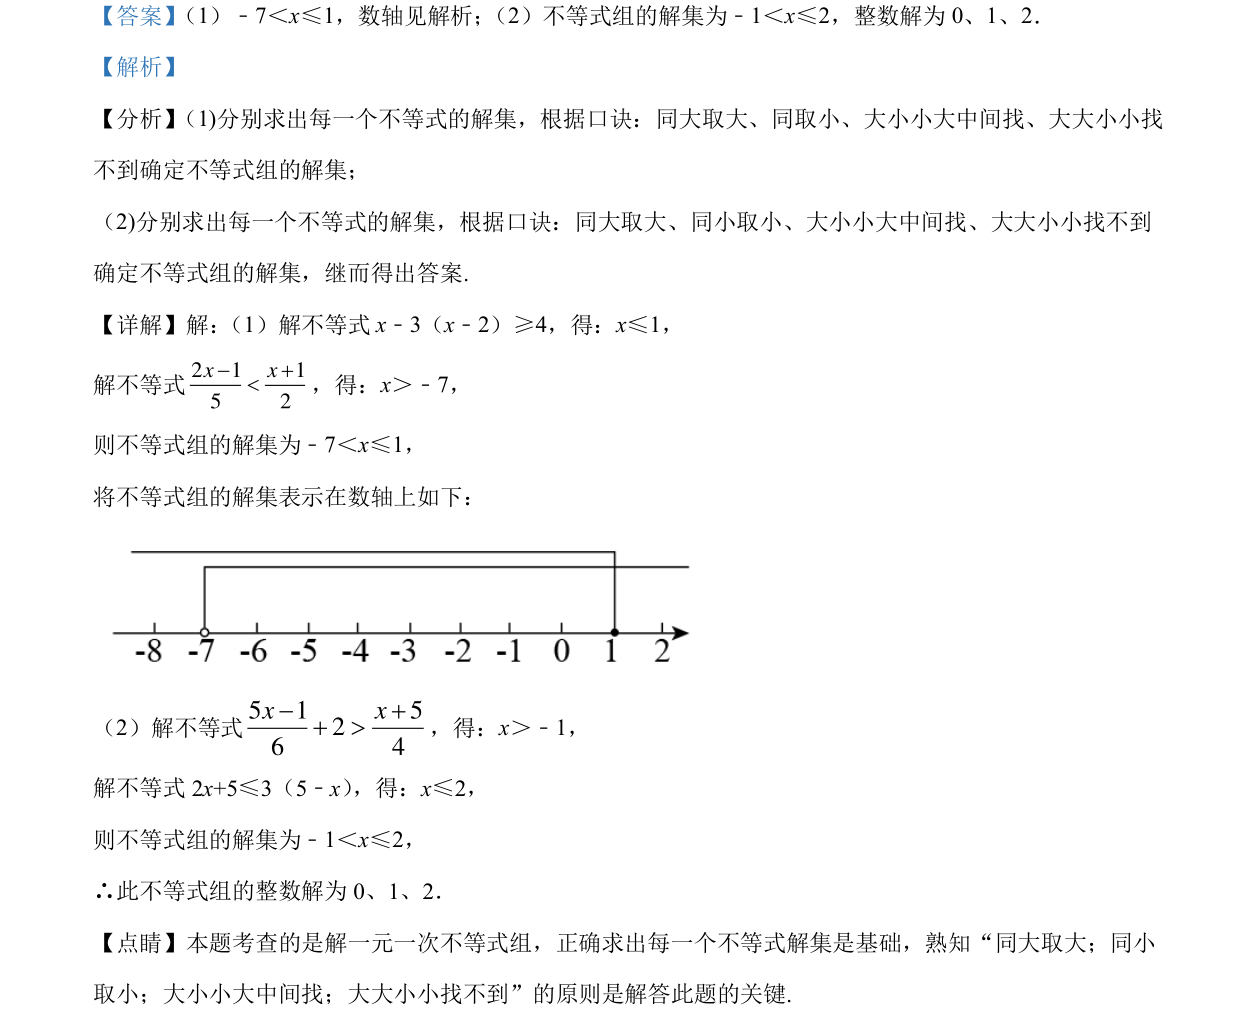 【答案】（1）﹣7＜x≤1，数轴见解析；（2）不等式组的解集为﹣1＜x≤2，整数解为 0、1、2．
【解析】
【分析】（1)分别求出每一个不等式的解集，根据口诀：同大取大、同取小、大小小大中间找、大大小小找
不到确定不等式组的解集；
（2)分别求出每一个不等式的解集，根据口诀：同大取大、同小取小、大小小大中间找、大大小小找不到
确定不等式组的解集，继而得出答案.
【详解】解：（1）解不等式 x﹣3（x﹣2）≥4，得：x≤1，
解不等式 (2x−1)/5 < (x+1)/2 ，得：x＞﹣7，
则不等式组的解集为﹣7＜x≤1，
将不等式组的解集表示在数轴上如下：
-8 -7 -6 -5 -4 -3 -2 -1 0 1 2
（2）解不等式 (5x−1)/6 + 2 > (x+5)/4 ，得：x＞﹣1，
解不等式 2x+5≤3（5﹣x），得：x≤2，
则不等式组的解集为﹣1＜x≤2，
∴此不等式组的整数解为 0、1、2．
【点睛】本题考查的是解一元一次不等式组，正确求出每一个不等式解集是基础，熟知“同大取大；同小
取小；大小小大中间找；大大小小找不到”的原则是解答此题的关键.